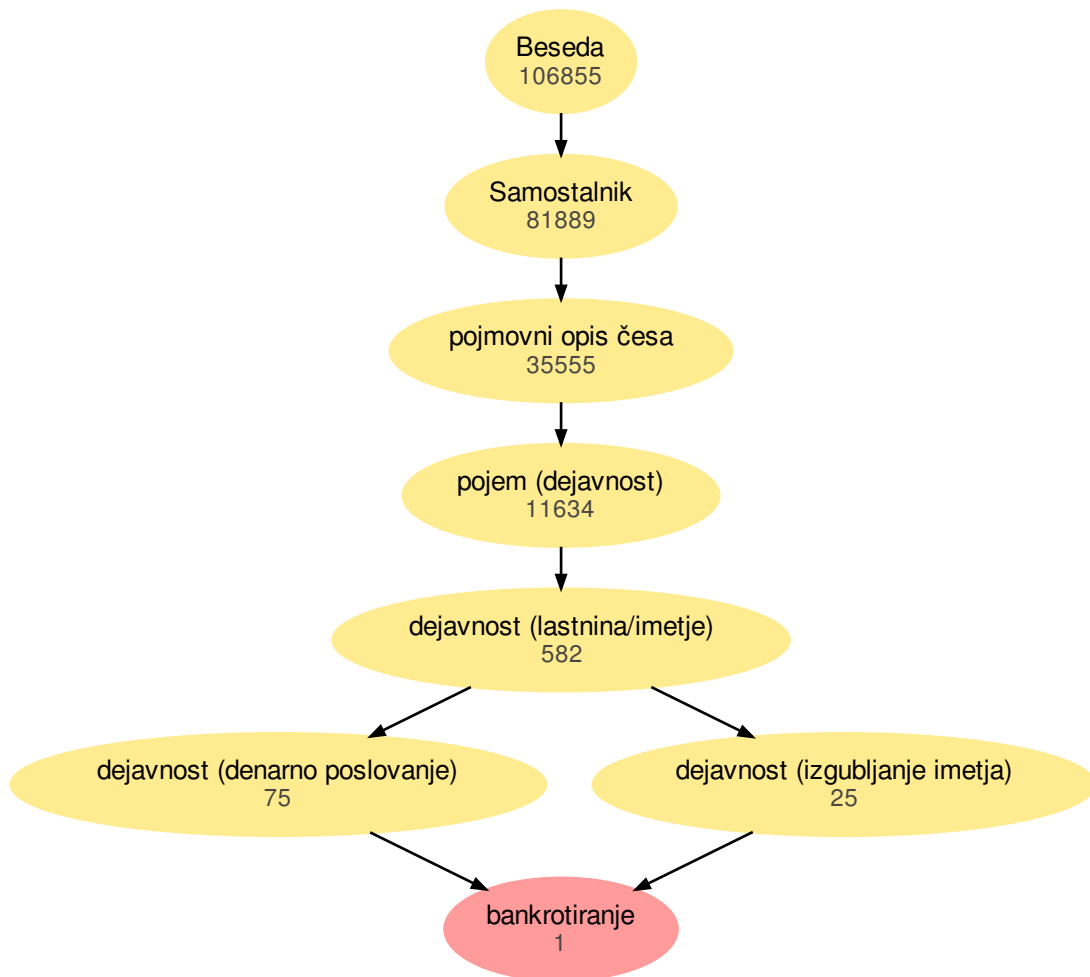 Beseda
106855
Samostalnik
81889
pojmovni opis česa
35555
pojem (dejavnost)
11634
dejavnost (lastnina/imetje)
582
dejavnost (denarno poslovanje)
75
dejavnost (izgubljanje imetja)
25
bankrotiranje
1